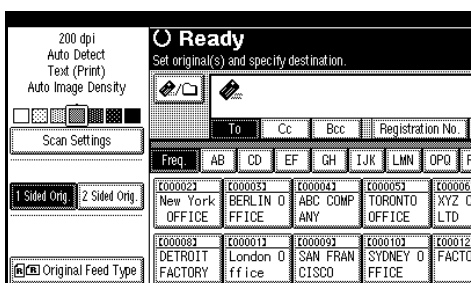 200 dpi
Auto Detect
Text (Print)
Auto Image Density
Scan Settings
1 Sided Orig. 2 Sided Orig.
Original Feed Type
Ready
Set original(s) and specify destination.
To Cc Bcc Registration No.
Freq. AB CD EF GH IJK LMN OPQ
[00002] [00003] [00004] [00005] [00006
New York BERLIN O ABC COMP TORONTO XYZ C
OFFICE FFICE ANY OFFICE LTD
[00008] [00001] [00009] [00010] [00012
DETROIT London O SAN FRAN SYDNEY O FACTO
FACTORY ffice CISCO FFICE